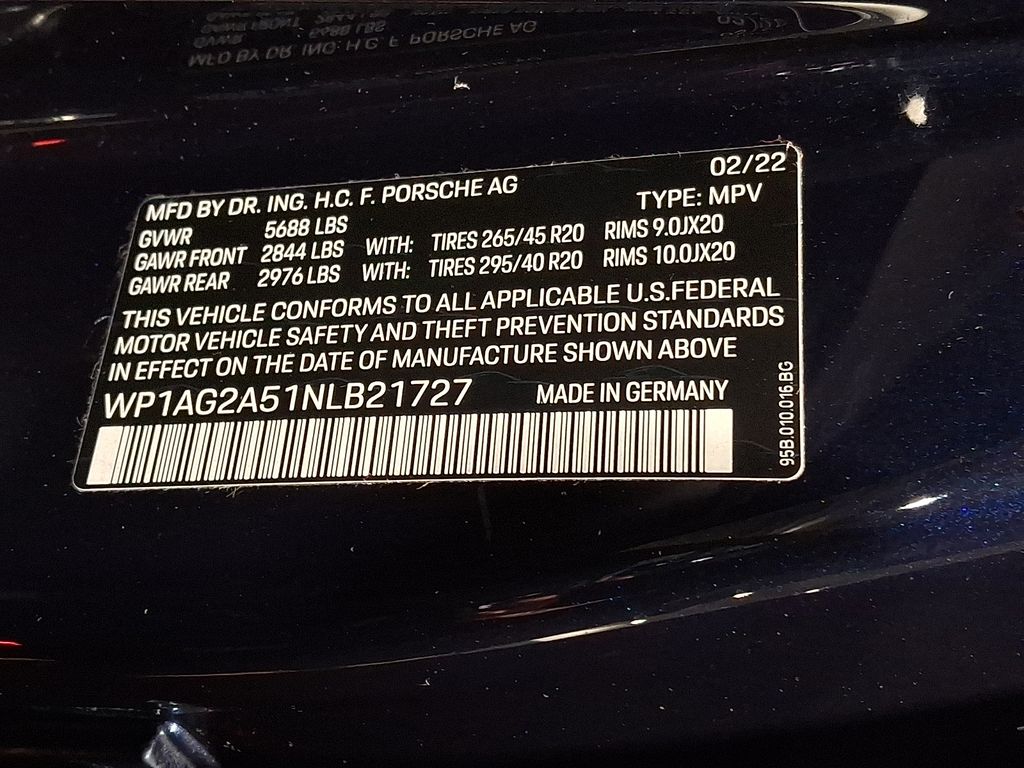 MFD BY DR. ING. H.C. F. PORSCHE AG 02/22
GVWR 5688 LBS TYPE: MPV
GAWR FRONT 2844 LBS WITH: TIRES 265/45 R20 RIMS 9.0JX20
GAWR REAR 2976 LBS WITH: TIRES 295/40 R20 RIMS 10.0JX20
THIS VEHICLE CONFORMS TO ALL APPLICABLE U.S.FEDERAL
MOTOR VEHICLE SAFETY AND THEFT PREVENTION STANDARDS
IN EFFECT ON THE DATE OF MANUFACTURE SHOWN ABOVE
WP1AG2A51NLB21727 MADE IN GERMANY
95B.010.016.BG